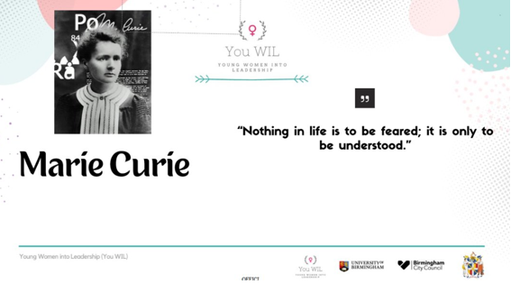 Po
84
Ra
M. Curie
You WIL
YOUNG WOMEN INTO
LEADERSHIP
"
“Nothing in life is to be feared; it is only to
be understood.”
Marie Curie
Young Women into Leadership (You WIL)
You WIL
UNIVERSITY OF
BIRMINGHAM
Birmingham
City Council